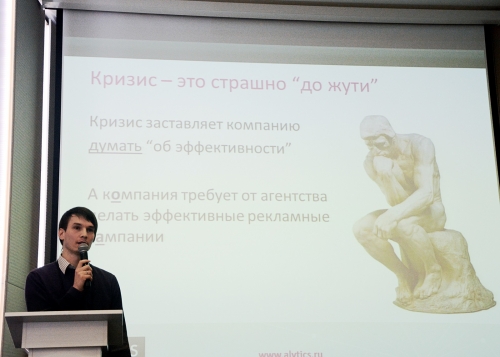 Кризис – это страшно “до жути”
Кризис заставляет компанию
думать “об эффективности”
А компания требует от агентства
делать эффективные рекламные
кампании
www.alytics.ru